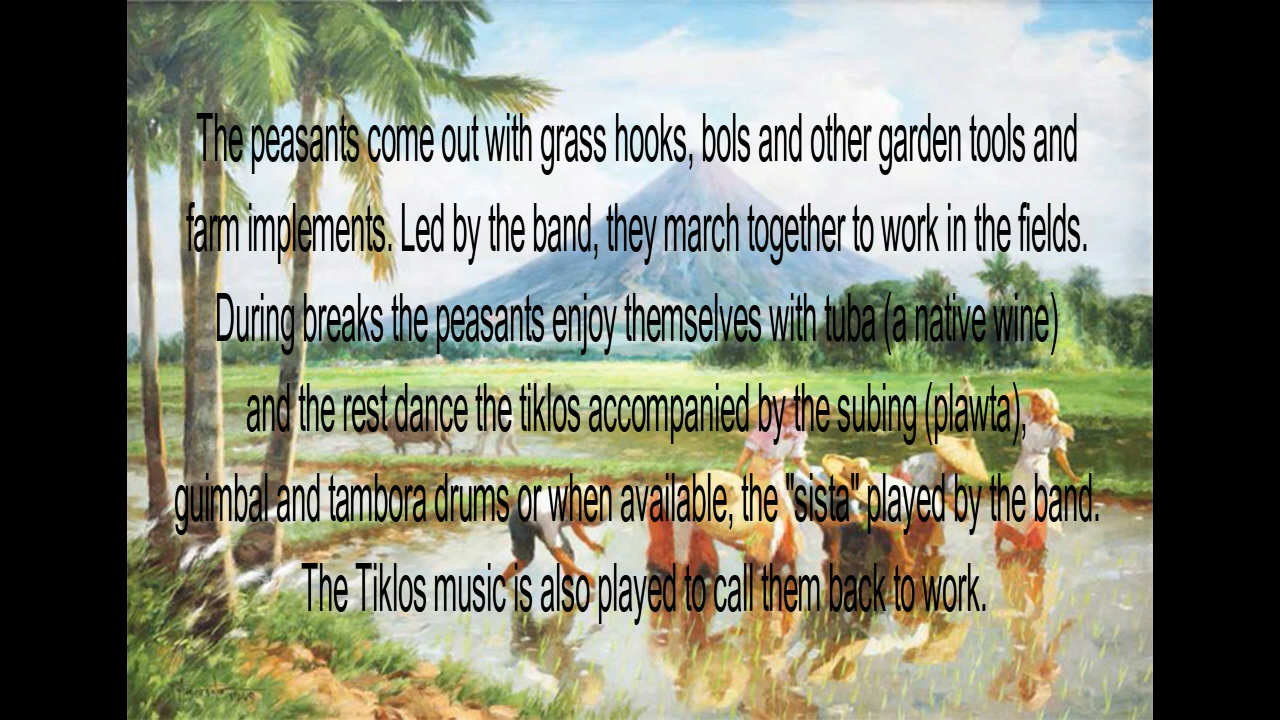 The peasants come out with grass hooks, bols and other garden tools and
farm implements. Led by the band, they march together to work in the fields.
During breaks the peasants enjoy themselves with tuba (a native wine)
and the rest dance the tiklos accompanied by the subing (plawta),
guimbal and tambora drums or when available, the "sista" played by the band.
The Tiklos music is also played to call them back to work.